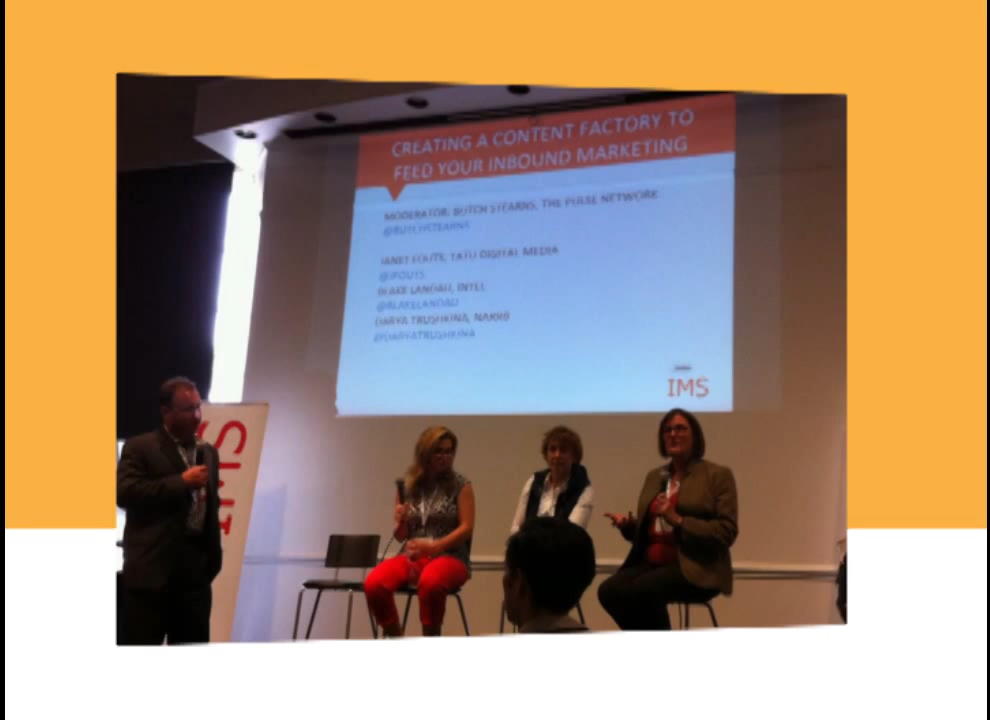 CREATING A CONTENT FACTORY TO
FEED YOUR INBOUND MARKETING
MODERATOR: BUTCH STEARNS, THE PULSE NETWORK
@BUTCHSTEARNS
JANET FOUTS, TATU DIGITAL MEDIA
@JFOUTS
BLAKE LANDAU, INTEL
@BLAKELANDAU
DARYA TRUSHKINA,
@DARYATRUSHKINA
IMS
IMS